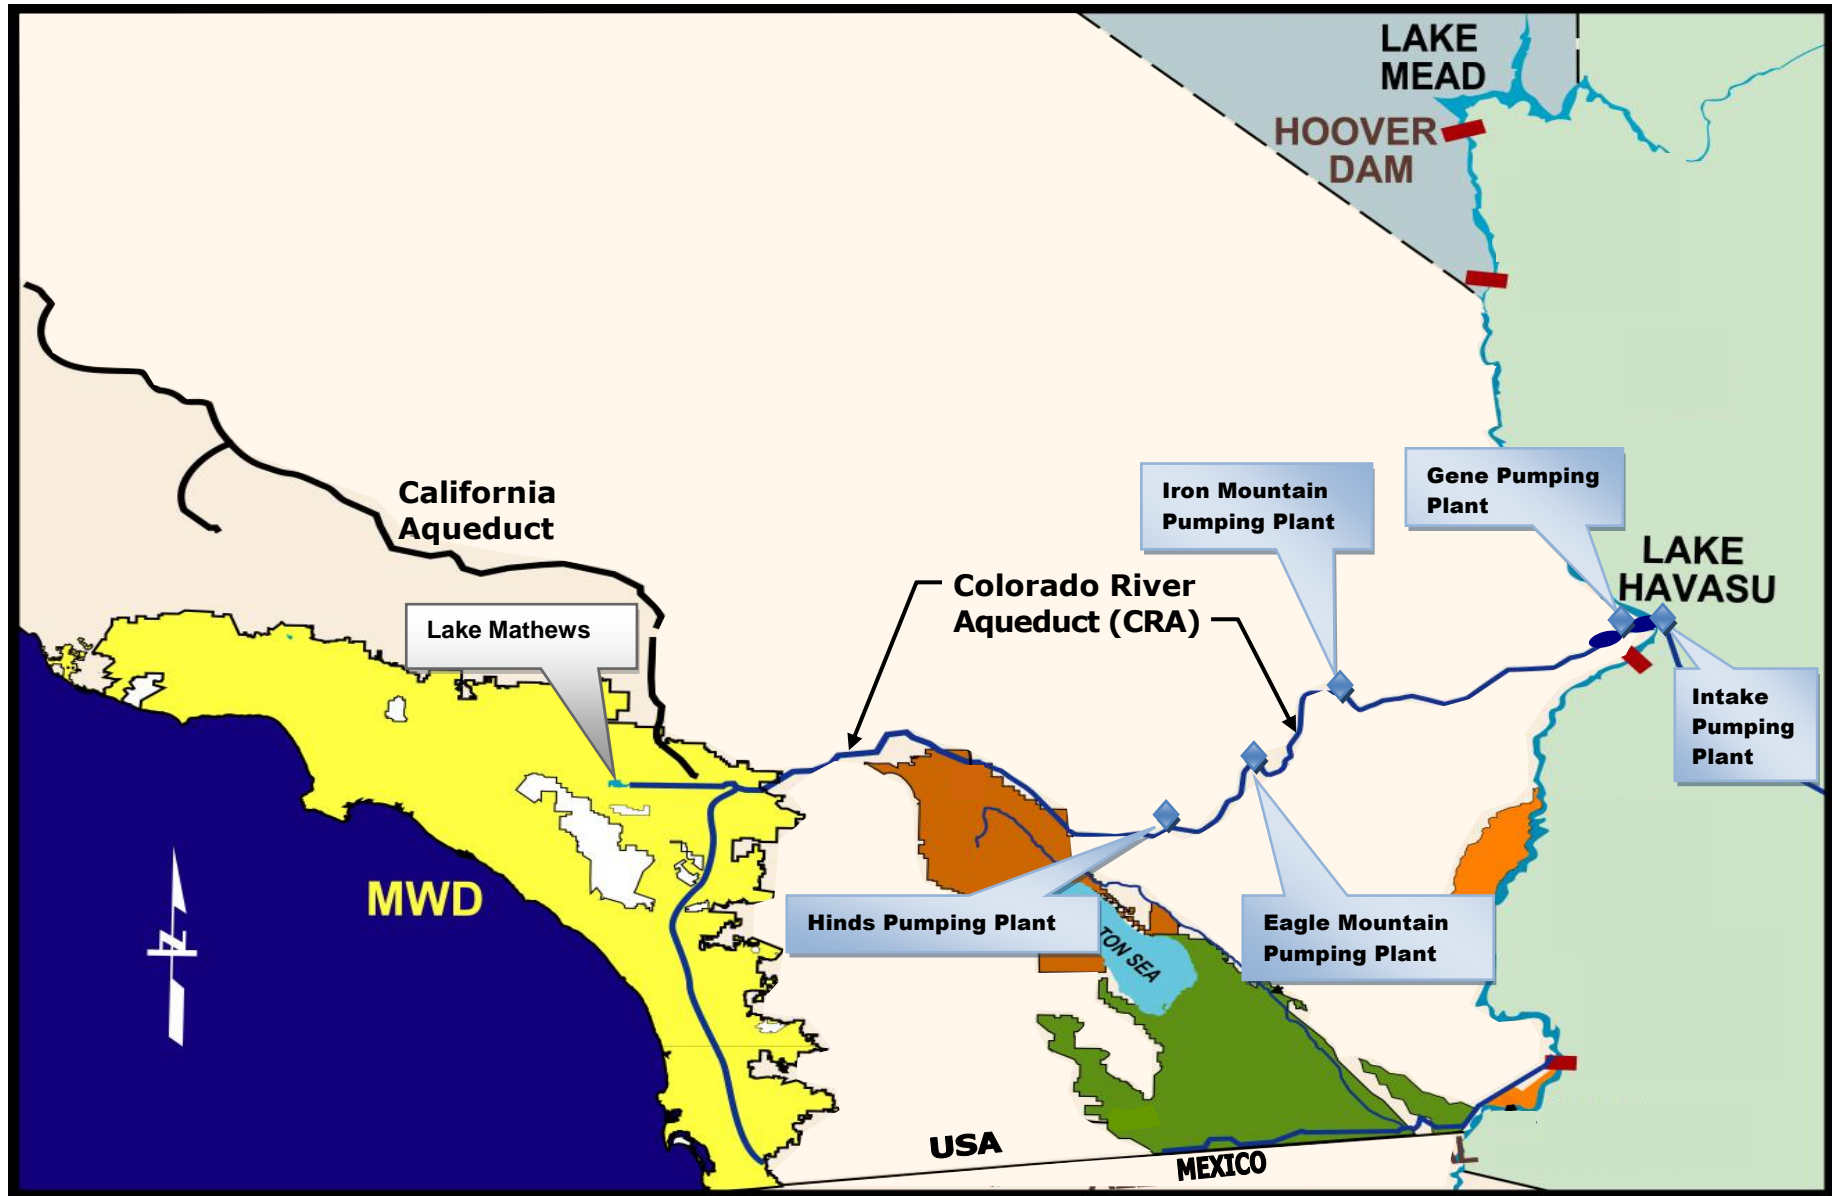 LAKE
MEAD
HOOVER
DAM
California
Aqueduct
Iron Mountain
Pumping Plant
Gene Pumping
Plant
LAKE
HAVASU
Colorado River
Aqueduct (CRA)
Lake Mathews
Intake
Pumping
Plant
MWD
Hinds Pumping Plant
Eagle Mountain
Pumping Plant
TON SEA
N
USA
MEXICO